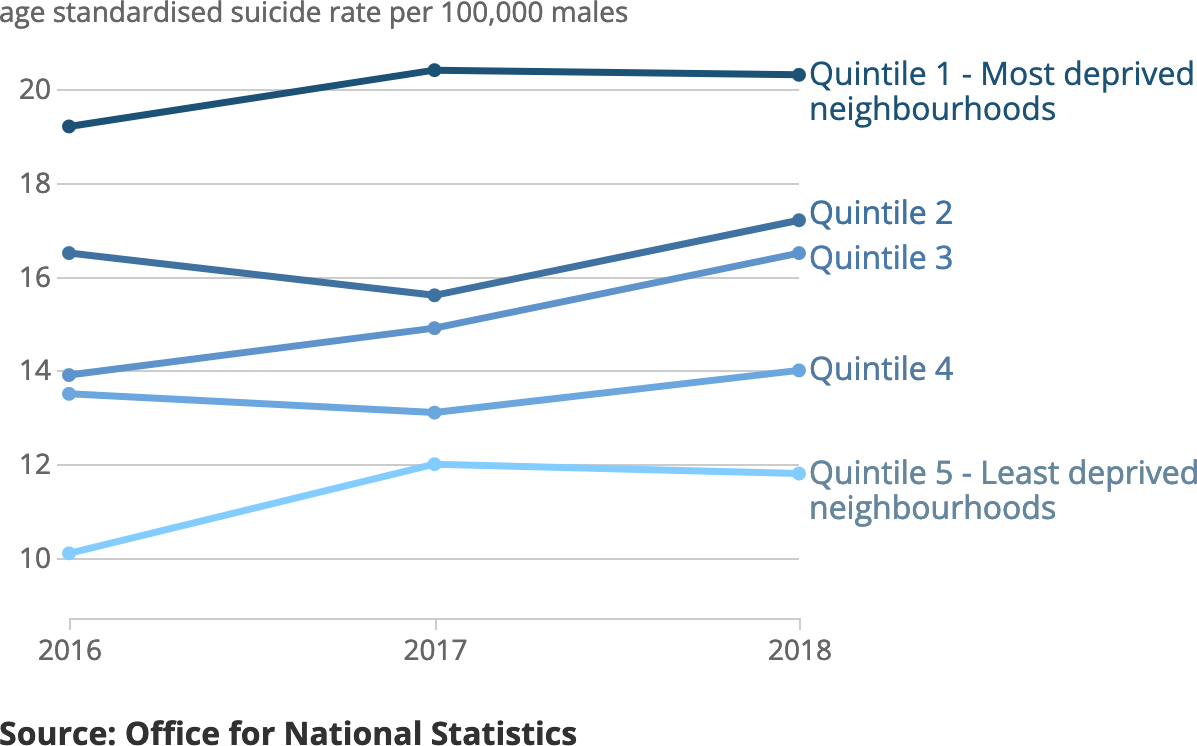 age standardised suicide rate per 100,000 males
20
18
16
14
12
10
Quintile 1 - Most deprived
neighbourhoods
Quintile 2
Quintile 3
Quintile 4
Quintile 5 - Least deprived
neighbourhoods
2016 2017 2018
Source: Office for National Statistics